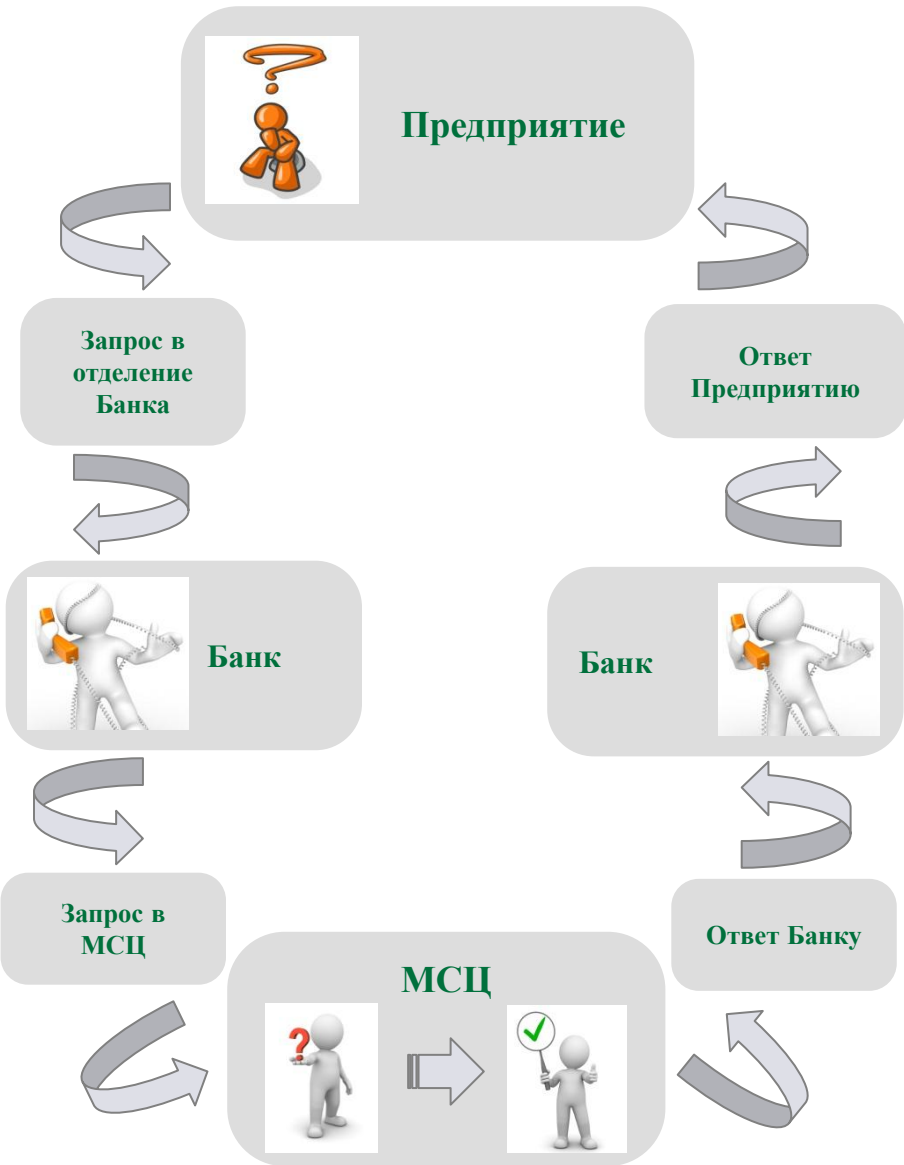 Предприятие
Запрос в
отделение
Банка
Ответ
Предприятию
Банк
Банк
Запрос в
МСЦ
Ответ Банку
МСЦ